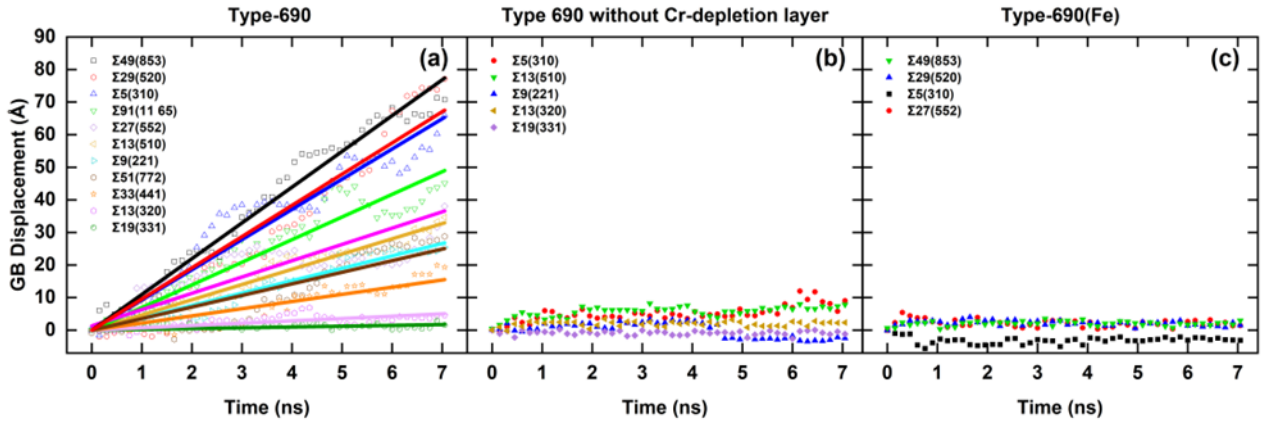 Type-690
Type 690 without Cr-depletion layer
Type-690(Fe)
GB Displacement (Å)
90
80
70
60
50
40
30
20
10
0
(a)
Σ49(853)
Σ29(520)
Σ5(310)
Σ91(11 65)
Σ27(552)
Σ13(510)
Σ9(221)
Σ51(772)
Σ33(441)
Σ13(320)
Σ19(331)
0 1 2 3 4 5 6 7
Time (ns)
(b)
Σ5(310)
Σ13(510)
Σ9(221)
Σ13(320)
Σ19(331)
0 1 2 3 4 5 6 7
Time (ns)
(c)
Σ49(853)
Σ29(520)
Σ5(310)
Σ27(552)
0 1 2 3 4 5 6 7
Time (ns)